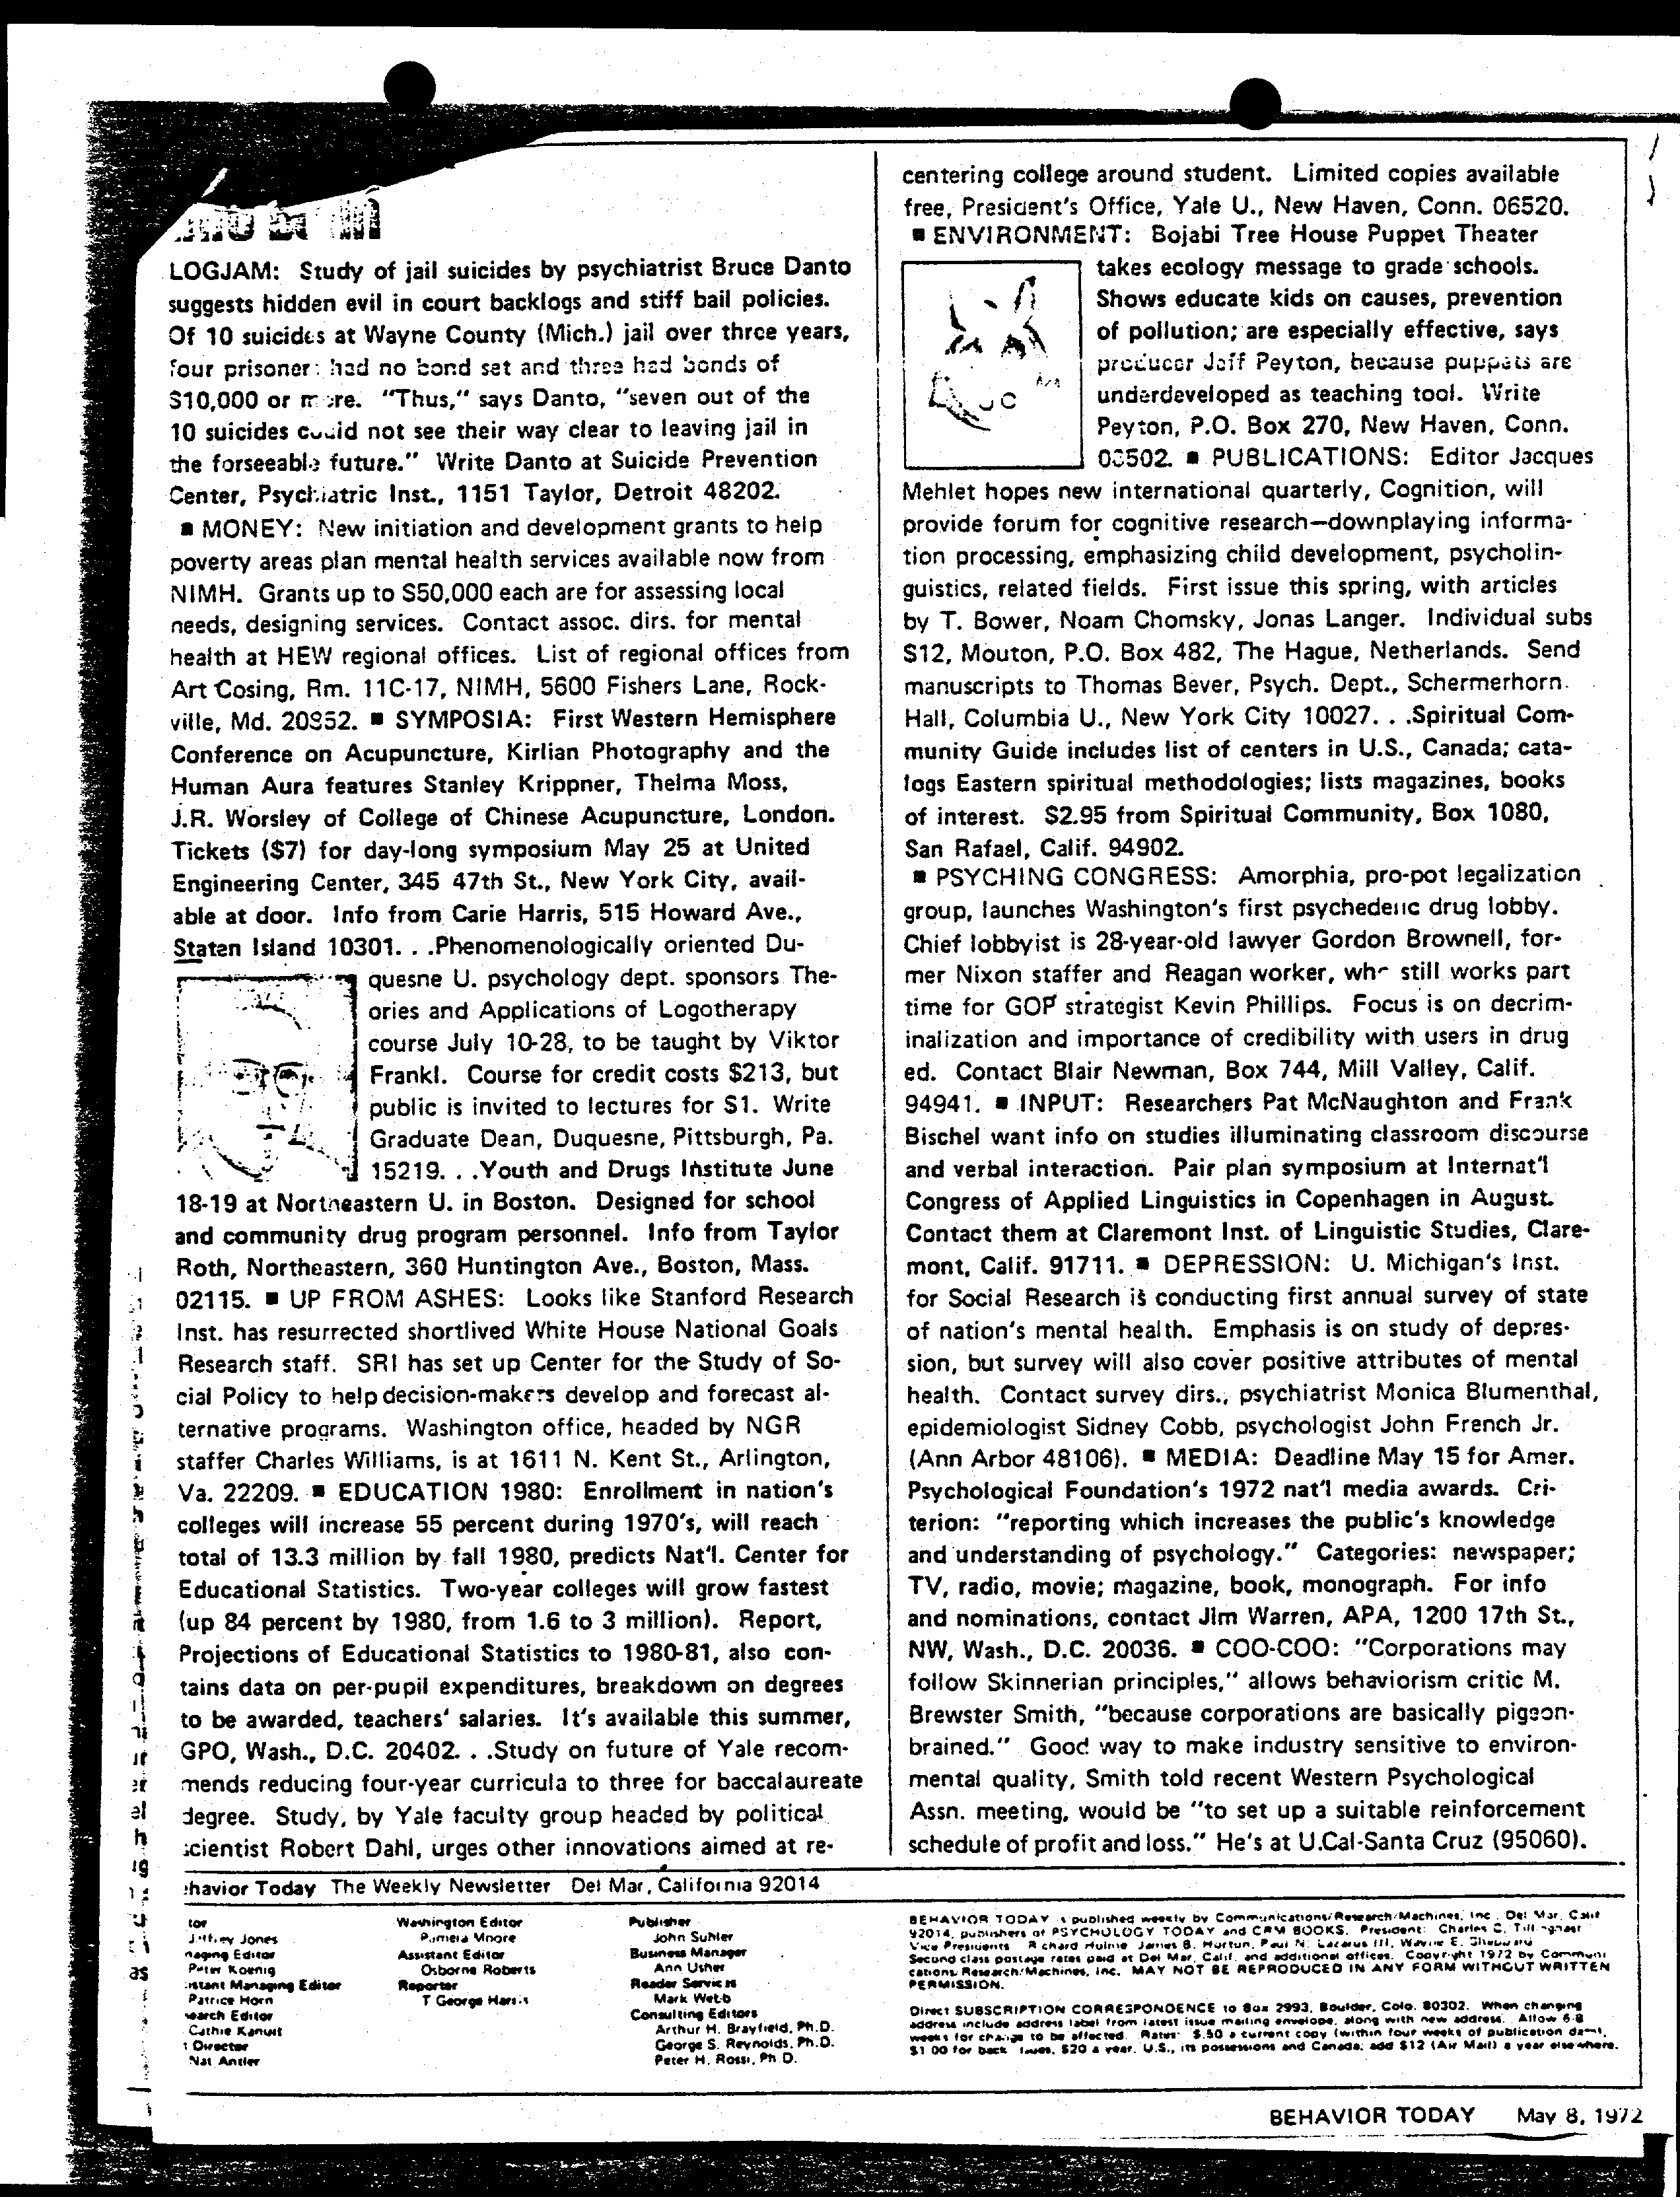 LOGJAM: Study of jail suicides by psychiatrist Bruce Danto
suggests hidden evil in court backlogs and stiff bail policies.
Of 10 suicides at Wayne County (Mich.) jail over three years,
four prisoners had no bond set and three had bonds of
$10,000 or more. "Thus," says Danto, "seven out of the
10 suicides could not see their way clear to leaving jail in
the forseeable future." Write Danto at Suicide Prevention
Center, Psychiatric Inst., 1151 Taylor, Detroit 48202.
■ MONEY: New initiation and development grants to help
poverty areas plan mental health services available now from
NIMH. Grants up to $50,000 each are for assessing local
needs, designing services. Contact assoc. dirs. for mental
health at HEW regional offices. List of regional offices from
Art Cosing, Rm. 11C-17, NIMH, 5600 Fishers Lane, Rock-
ville, Md. 20852. ■ SYMPOSIA: First Western Hemisphere
Conference on Acupuncture, Kirlian Photography and the
Human Aura features Stanley Krippner, Thelma Moss,
J.R. Worsley of College of Chinese Acupuncture, London.
Tickets ($7) for day-long symposium May 25 at United
Engineering Center, 345 47th St., New York City, avail-
able at door. Info from Carie Harris, 515 Howard Ave.,
Staten Island 10301. . .Phenomenologically oriented Du-
quesne U. psychology dept. sponsors The-
ories and Applications of Logotherapy
course July 10-28, to be taught by Viktor
Frankl. Course for credit costs $213, but
public is invited to lectures for $1. Write
Graduate Dean, Duquesne, Pittsburgh, Pa.
15219. . .Youth and Drugs Institute June
18-19 at Northeastern U. in Boston. Designed for school
and community drug program personnel. Info from Taylor
Roth, Northeastern, 360 Huntington Ave., Boston, Mass.
02115. ■ UP FROM ASHES: Looks like Stanford Research
Inst. has resurrected shortlived White House National Goals
Research staff. SRI has set up Center for the Study of So-
cial Policy to help decision-makers develop and forecast al-
ternative programs. Washington office, headed by NGR
staffer Charles Williams, is at 1611 N. Kent St., Arlington,
Va. 22209. ■ EDUCATION 1980: Enrollment in nation's
colleges will increase 55 percent during 1970's, will reach
total of 13.3 million by fall 1980, predicts Nat'l. Center for
Educational Statistics. Two-year colleges will grow fastest
(up 84 percent by 1980, from 1.6 to 3 million). Report,
Projections of Educational Statistics to 1980-81, also con-
tains data on per-pupil expenditures, breakdown on degrees
to be awarded, teachers' salaries. It's available this summer,
GPO, Wash., D.C. 20402. . .Study on future of Yale recom-
mends reducing four-year curricula to three for baccalaureate
degree. Study, by Yale faculty group headed by political
scientist Robert Dahl, urges other innovations aimed at re-
centering college around student. Limited copies available
free, President's Office, Yale U., New Haven, Conn. 06520.
■ ENVIRONMENT: Bojabi Tree House Puppet Theater
takes ecology message to grade schools.
Shows educate kids on causes, prevention
of pollution; are especially effective, says
producer Jeff Peyton, because puppets are
underdeveloped as teaching tool. Write
Peyton, P.O. Box 270, New Haven, Conn.
■ PUBLICATIONS: Editor Jacques
Mehlet hopes new international quarterly, Cognition, will
provide forum for cognitive research—downplaying informa-
tion processing, emphasizing child development, psycholin-
guistics, related fields. First issue this spring, with articles
by T. Bower, Noam Chomsky, Jonas Langer. Individual subs
$12, Mouton, P.O. Box 482, The Hague, Netherlands. Send
manuscripts to Thomas Bever, Psych. Dept., Schermerhorn
Hall, Columbia U., New York City 10027. . .Spiritual Com-
munity Guide includes list of centers in U.S., Canada; cata-
logs Eastern spiritual methodologies; lists magazines, books
of interest. $2.95 from Spiritual Community, Box 1080,
San Rafael, Calif. 94902.
■ PSYCHING CONGRESS: Amorphia, pro-pot legalization
group, launches Washington's first psychedelic drug lobby.
Chief lobbyist is 28-year-old lawyer Gordon Brownell, for-
mer Nixon staffer and Reagan worker, who still works part
time for GOP strategist Kevin Phillips. Focus is on decrim-
inalization and importance of credibility with users in drug
ed. Contact Blair Newman, Box 744, Mill Valley, Calif.
94941. ■ INPUT: Researchers Pat McNaughton and Frank
Bischel want info on studies illuminating classroom discourse
and verbal interaction. Pair plan symposium at Internat'l
Congress of Applied Linguistics in Copenhagen in August.
Contact them at Claremont Inst. of Linguistic Studies, Clare-
mont, Calif. 91711. ■ DEPRESSION: U. Michigan's Inst.
for Social Research is conducting first annual survey of state
of nation's mental health. Emphasis is on study of depres-
sion, but survey will also cover positive attributes of mental
health. Contact survey dirs., psychiatrist Monica Blumenthal,
epidemiologist Sidney Cobb, psychologist John French Jr.
(Ann Arbor 48106). ■ MEDIA: Deadline May 15 for Amer.
Psychological Foundation's 1972 nat'l media awards. Cri-
terion: "reporting which increases the public's knowledge
and understanding of psychology." Categories: newspaper;
TV, radio, movie; magazine, book, monograph. For info
and nominations, contact Jim Warren, APA, 1200 17th St.,
NW, Wash., D.C. 20036. ■ COO-COO: "Corporations may
follow Skinnerian principles," allows behaviorism critic M.
Brewster Smith, "because corporations are basically pigeon-
brained." Good way to make industry sensitive to environ-
mental quality, Smith told recent Western Psychological
Assn. meeting, would be "to set up a suitable reinforcement
schedule of profit and loss." He's at U.Cal-Santa Cruz (95060).
havior Today The Weekly Newsletter Del Mar, California 92014
tor
Jeffrey Jones
naging Editor
Peter Koenig
istant Managing Editor
Patrice Horn
earch Editor
Cathie Kanuit
t Director
Nat Antler
Washington Editor
Pamela Moore
Assistant Editor
Osborne Roberts
Reporter
T George Harris
Publisher
John Suhler
Business Manager
Ann Usher
Reader Services
Mark Webb
Consulting Editors
Arthur H. Brayfield, Ph.D.
George S. Reynolds, Ph.D.
Peter H. Rossi, Ph.D.
BEHAVIOR TODAY is published weekly by Communications/Research/Machines, Inc., Del Mar, Calif
92014, publishers of PSYCHOLOGY TODAY and CRM BOOKS. President: Charles C. Tillinghast
Vice Presidents Richard Hulme James B. Horton, Paul N. Lazarus III, Wayne E. Sheppard
Second class postage rates paid at Del Mar, Calif. and additional offices. Copyright 1972 by Communi
cations/Research/Machines, Inc. MAY NOT BE REPRODUCED IN ANY FORM WITHOUT WRITTEN
PERMISSION.
Direct SUBSCRIPTION CORRESPONDENCE to Box 2993, Boulder, Colo. 80302. When changing
address include address label from latest issue mailing envelope, along with new address. Allow 6-8
weeks for change to be affected. Rates: $.50 a current copy (within four weeks of publication date),
$1.00 for back issues, $20 a year, U.S., its possessions and Canada; add $12 (Air Mail) a year elsewhere.
BEHAVIOR TODAY May 8, 1972